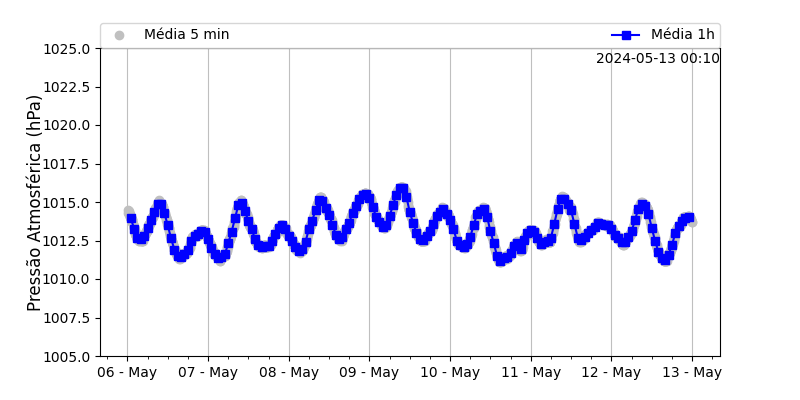 Média 5 min
Média 1h
2024-05-13 00:10
Pressão Atmosférica (hPa)
1025.0
1022.5
1020.0
1017.5
1015.0
1012.5
1010.0
1007.5
1005.0
06 - May 07 - May 08 - May 09 - May 10 - May 11 - May 12 - May 13 - May